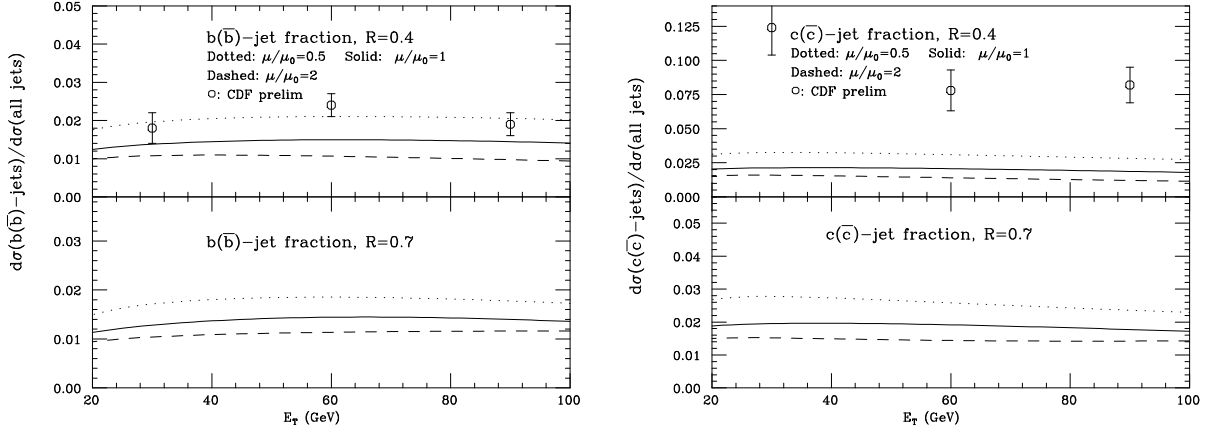 dσ(b(b̅)−jets)/dσ(all jets)
0.05
0.04
0.03
0.02
0.01
0.00
b(b̅)−jet fraction, R=0.4
Dotted: μ/μ₀=0.5 Solid: μ/μ₀=1
Dashed: μ/μ₀=2
o: CDF prelim
0.03
0.02
0.01
0.00
b(b̅)−jet fraction, R=0.7
20 40 60 80 100
E_T (GeV)
dσ(c(c̅)−jets)/dσ(all jets)
0.125
0.100
0.075
0.050
0.025
0.00
c(c̅)−jet fraction, R=0.4
Dotted: μ/μ₀=0.5 Solid: μ/μ₀=1
Dashed: μ/μ₀=2
o: CDF prelim
0.05
0.04
0.03
0.02
0.01
0.00
c(c̅)−jet fraction, R=0.7
20 40 60 80 100
E_T (GeV)